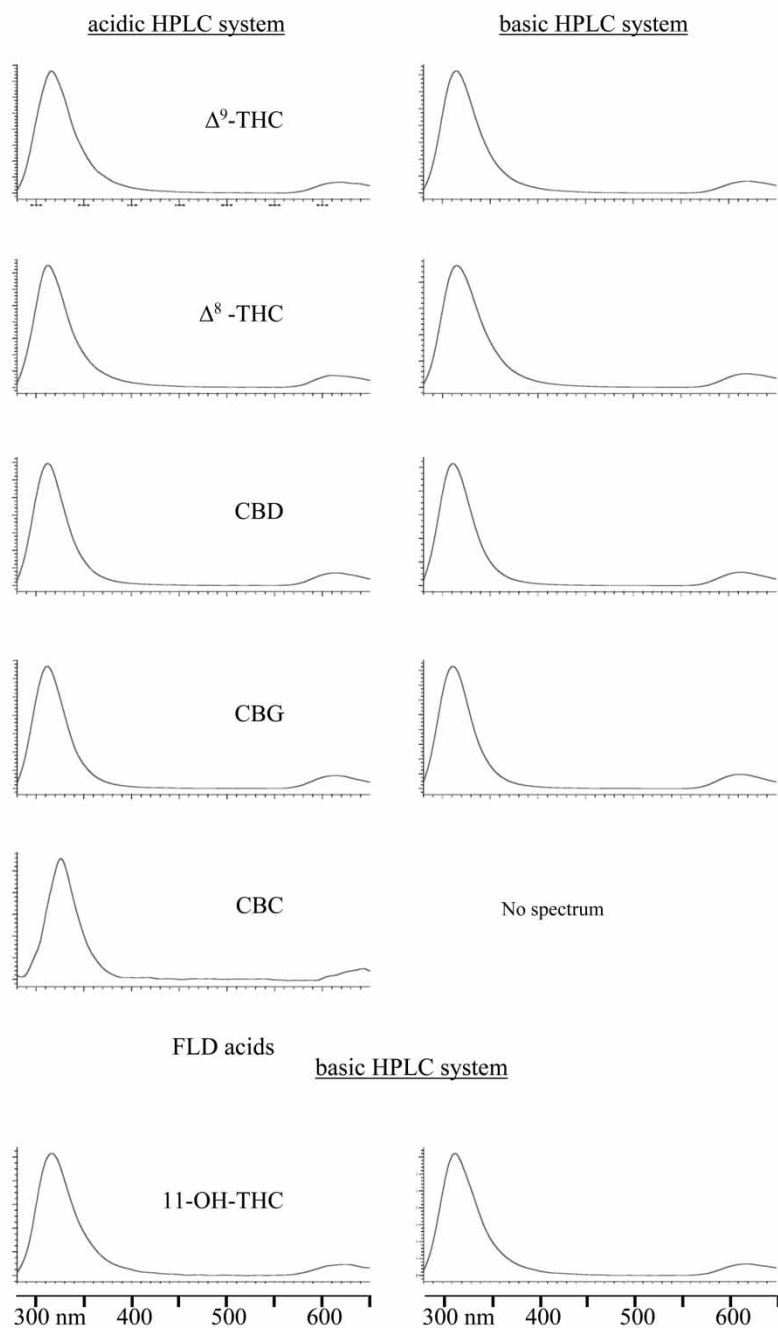 acidic HPLC system
basic HPLC system
Δ⁹-THC
Δ⁸ -THC
CBD
CBG
CBC
No spectrum
FLD acids
basic HPLC system
11-OH-THC
300 nm 400 500 600
300 400 500 600